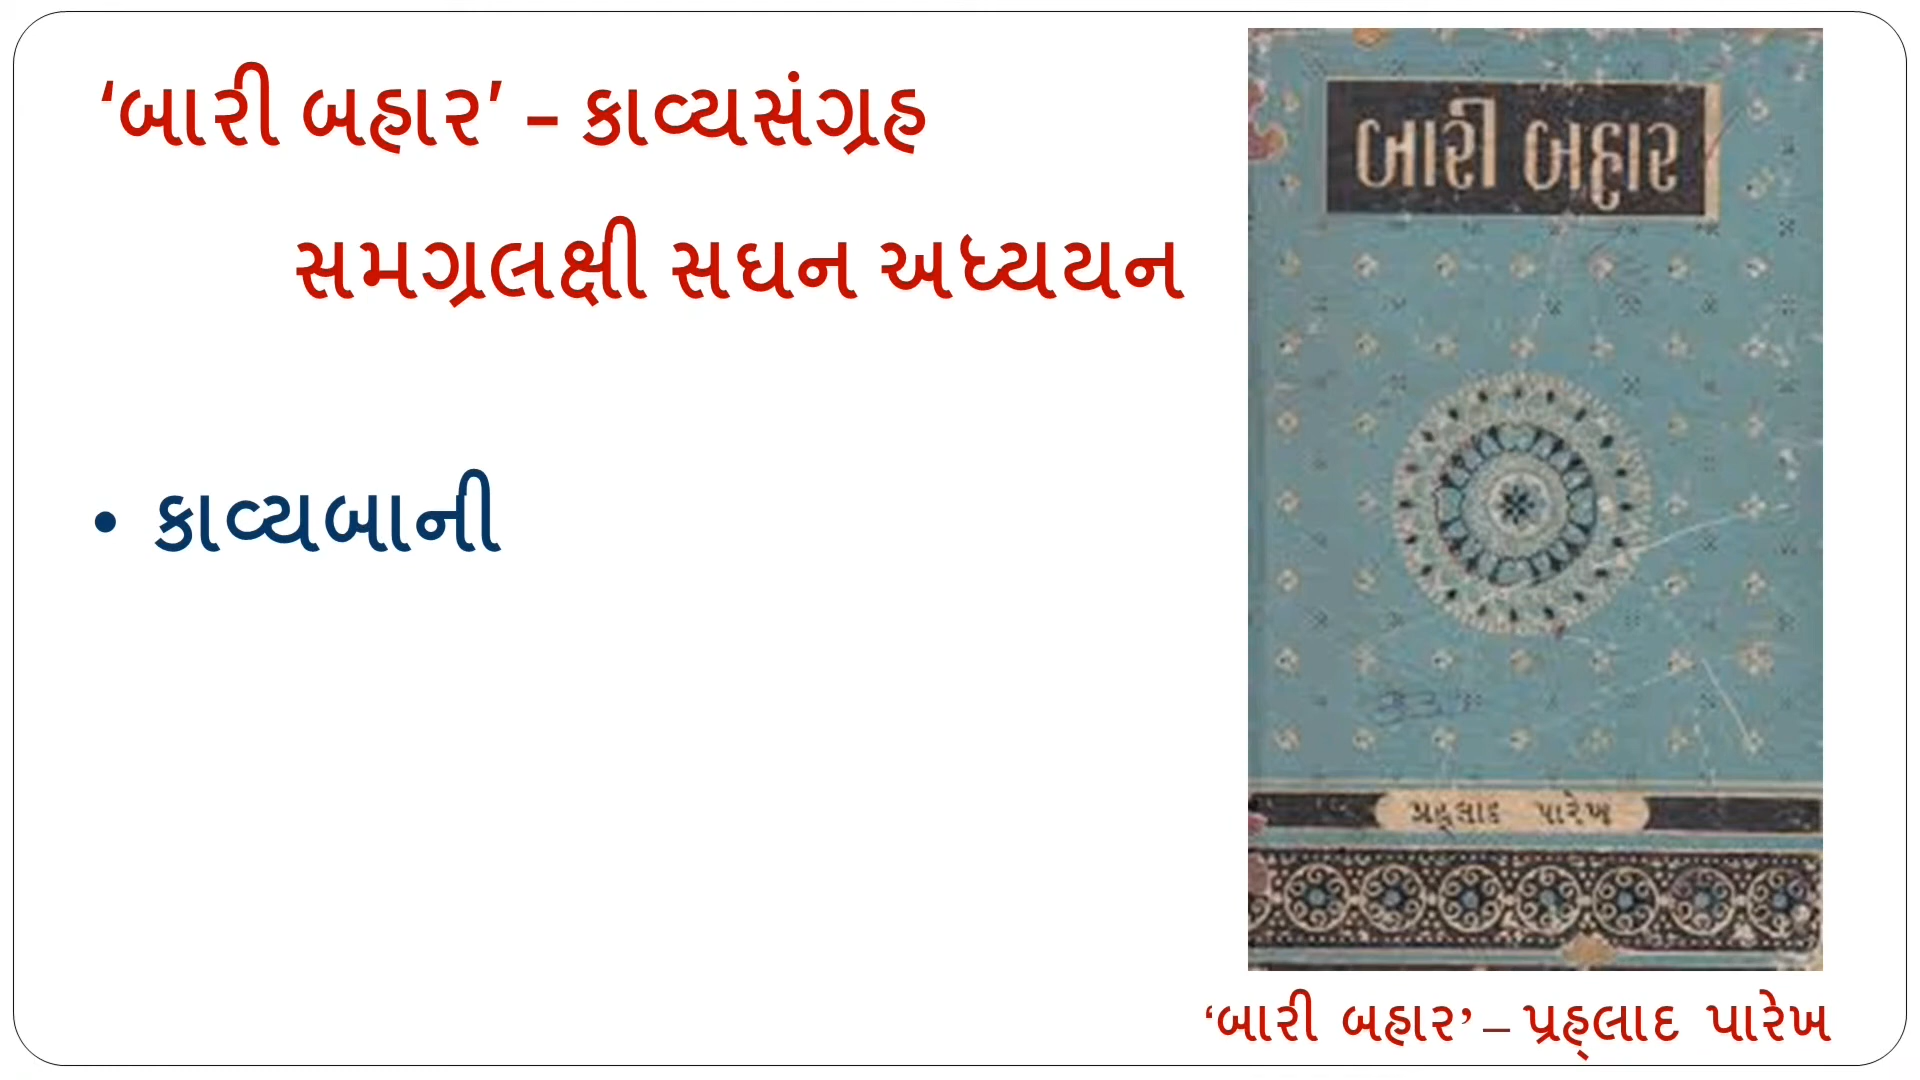 ‘બારી બહાર’ – કાવ્યસંગ્રહ
સમગ્રલક્ષી સઘન અધ્યયન
• કાવ્યબાની
બારી બહાર
પ્રહ્લાદ પારેખ
‘બારી બહાર’ – પ્રહ્લાદ પારેખ